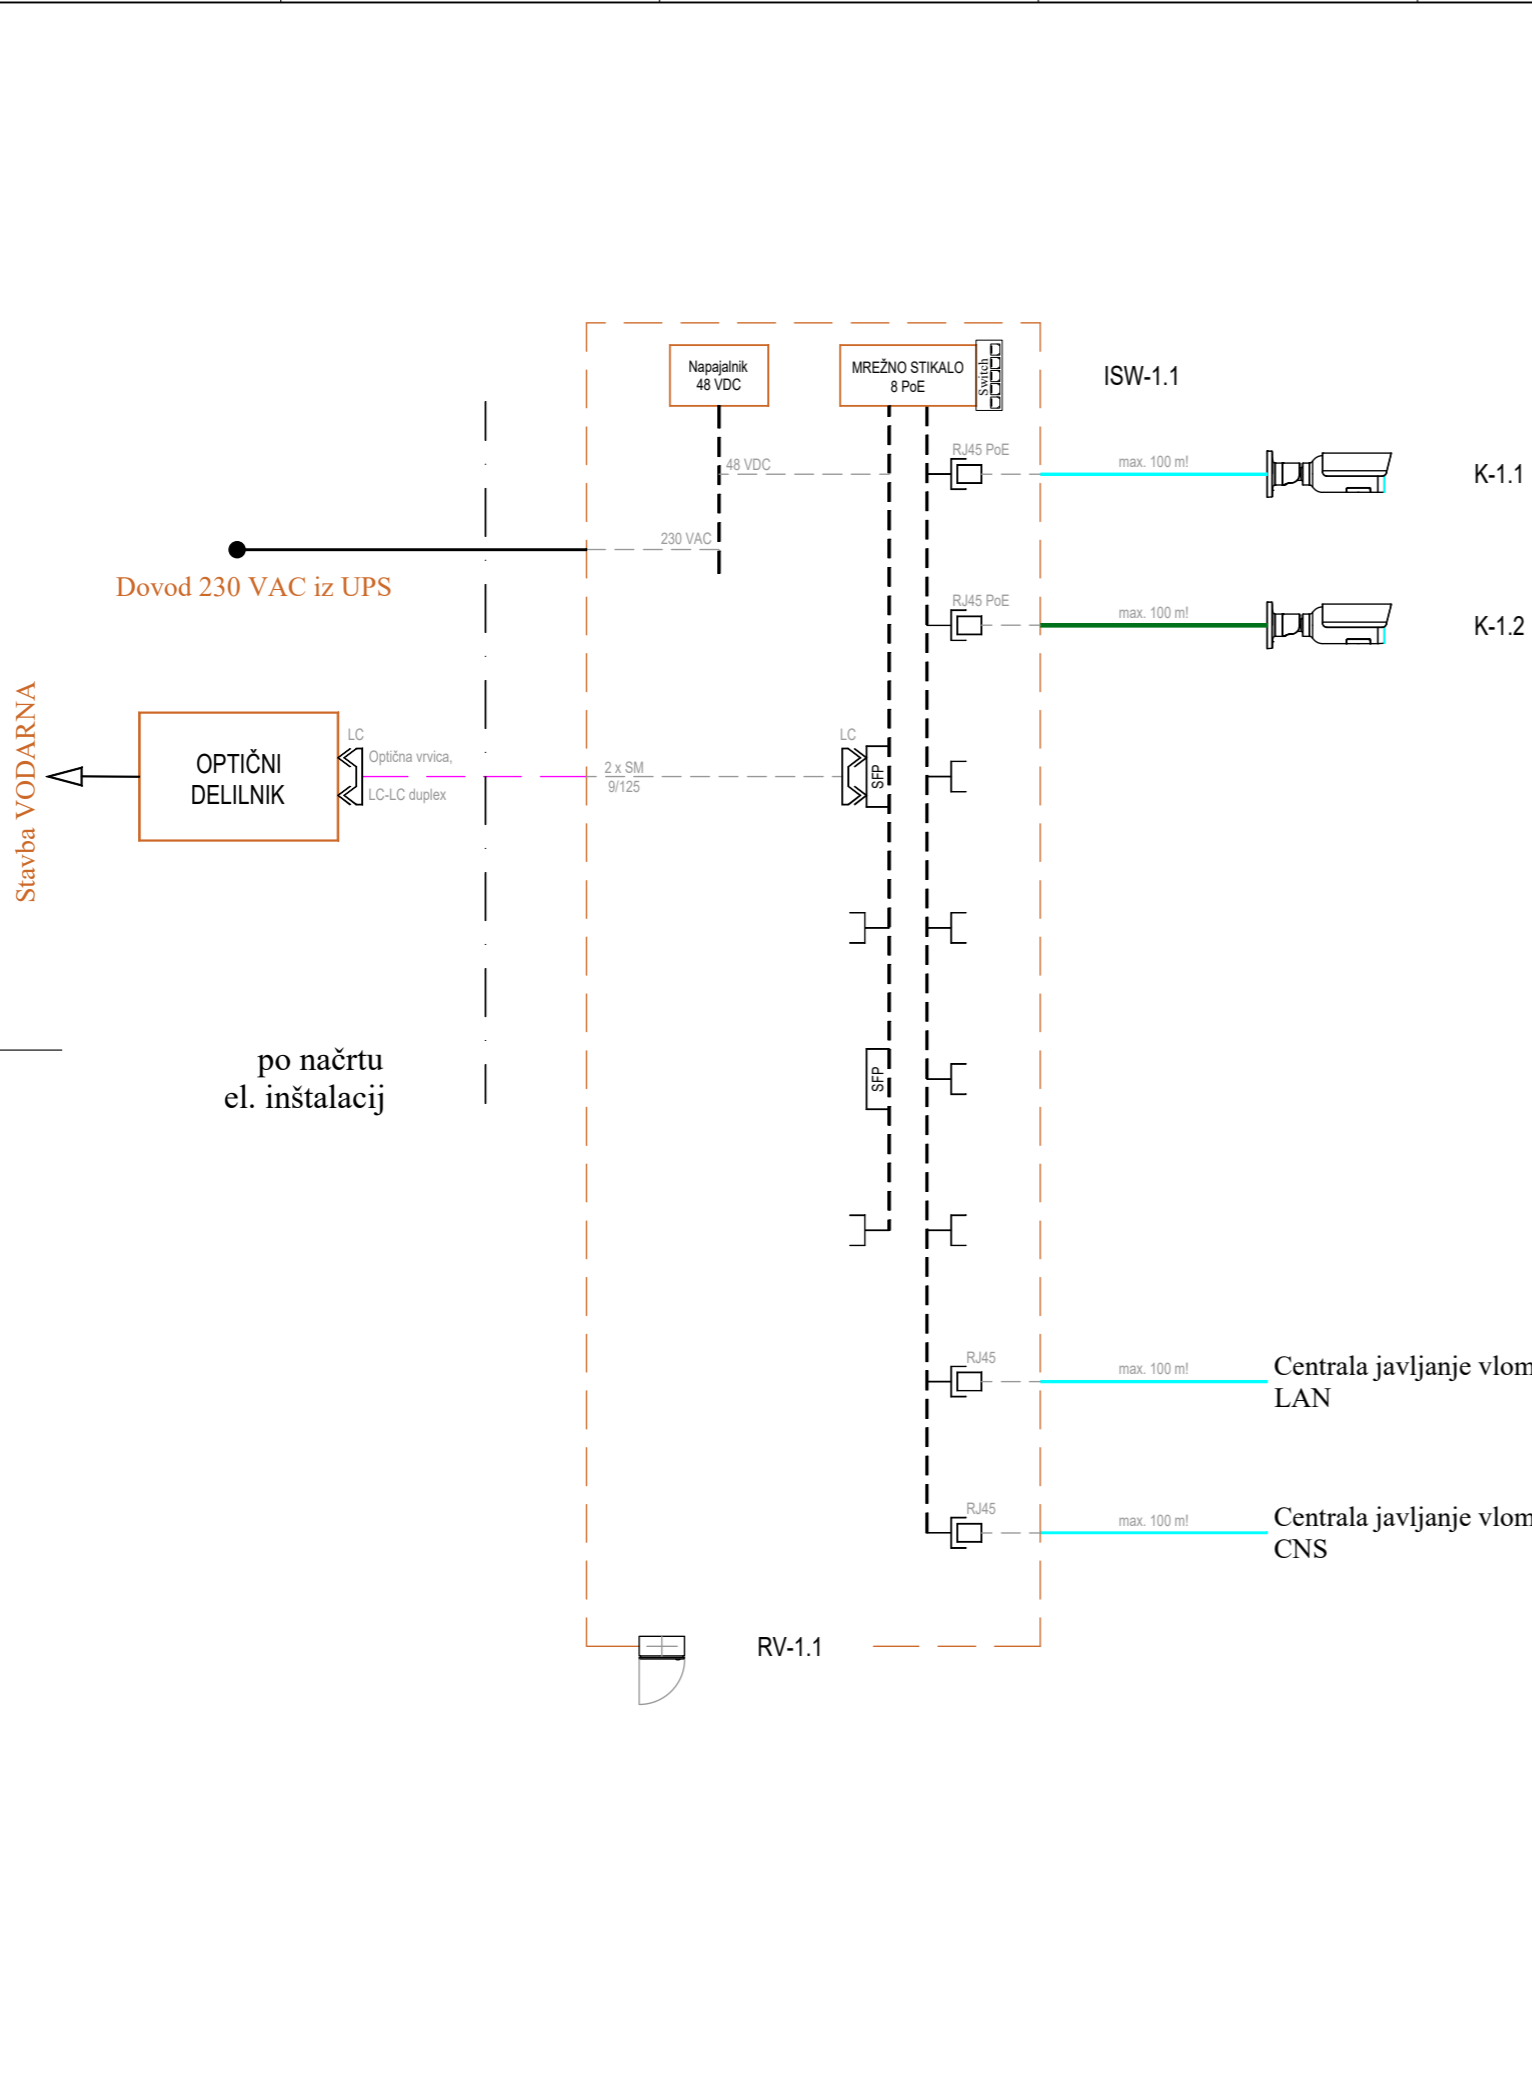 Napajalnik
48 VDC
MREŽNO STIKALO
8 PoE
Switch
ISW-1.1
RJ45 PoE
max. 100 m!
K-1.1
48 VDC
230 VAC
Dovod 230 VAC iz UPS
RJ45 PoE
max. 100 m!
K-1.2
Stavba VODARNA
OPTIČNI
DELILNIK
LC
Optična vrvica,
LC-LC duplex
2 x SM
9/125
LC
SFP
po načrtu
el. inštalacij
SFP
RJ45
max. 100 m!
Centrala javljanje vlom
LAN
RJ45
max. 100 m!
Centrala javljanje vlom
CNS
RV-1.1